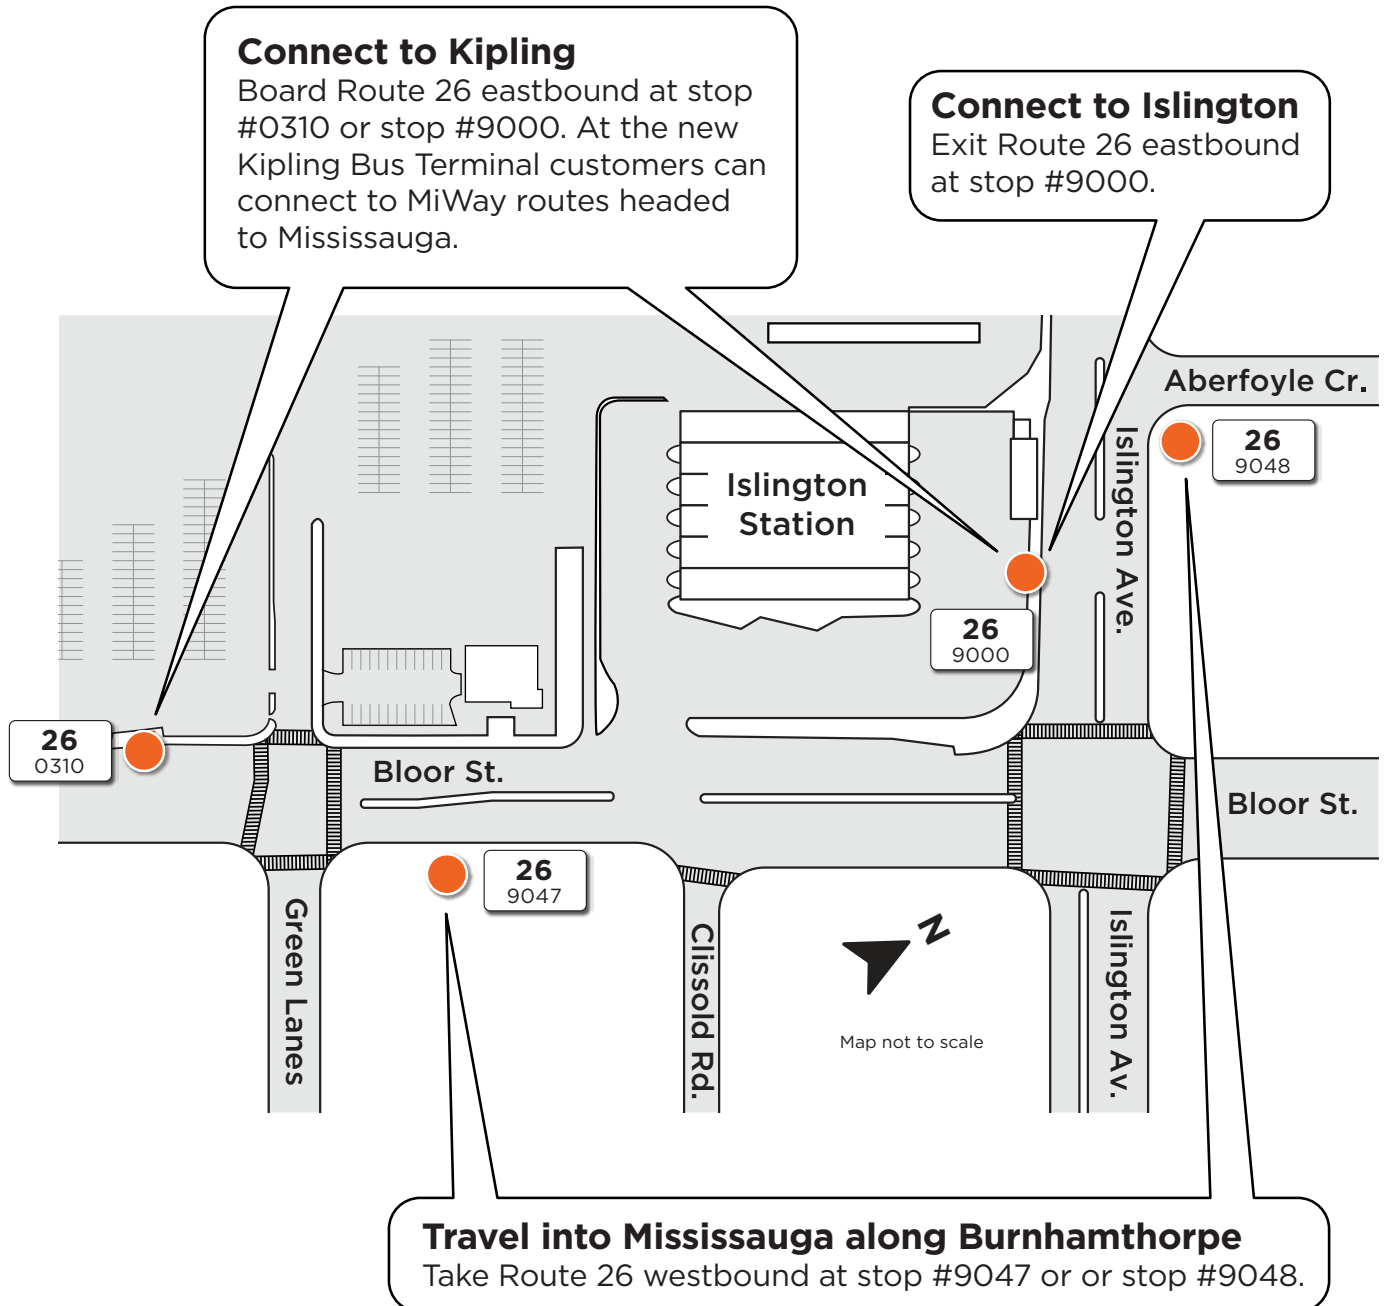 Connect to Kipling
Board Route 26 eastbound at stop
#0310 or stop #9000. At the new
Kipling Bus Terminal customers can
connect to MiWay routes headed
to Mississauga.
Connect to Islington
Exit Route 26 eastbound
at stop #9000.
Aberfoyle Cr.
26
9048
Islington Ave.
Islington
Station
26
9000
26
0310
Bloor St.
Bloor St.
26
9047
Green Lanes
Clissold Rd.
N
Map not to scale
Islington Av.
Travel into Mississauga along Burnhamthorpe
Take Route 26 westbound at stop #9047 or or stop #9048.